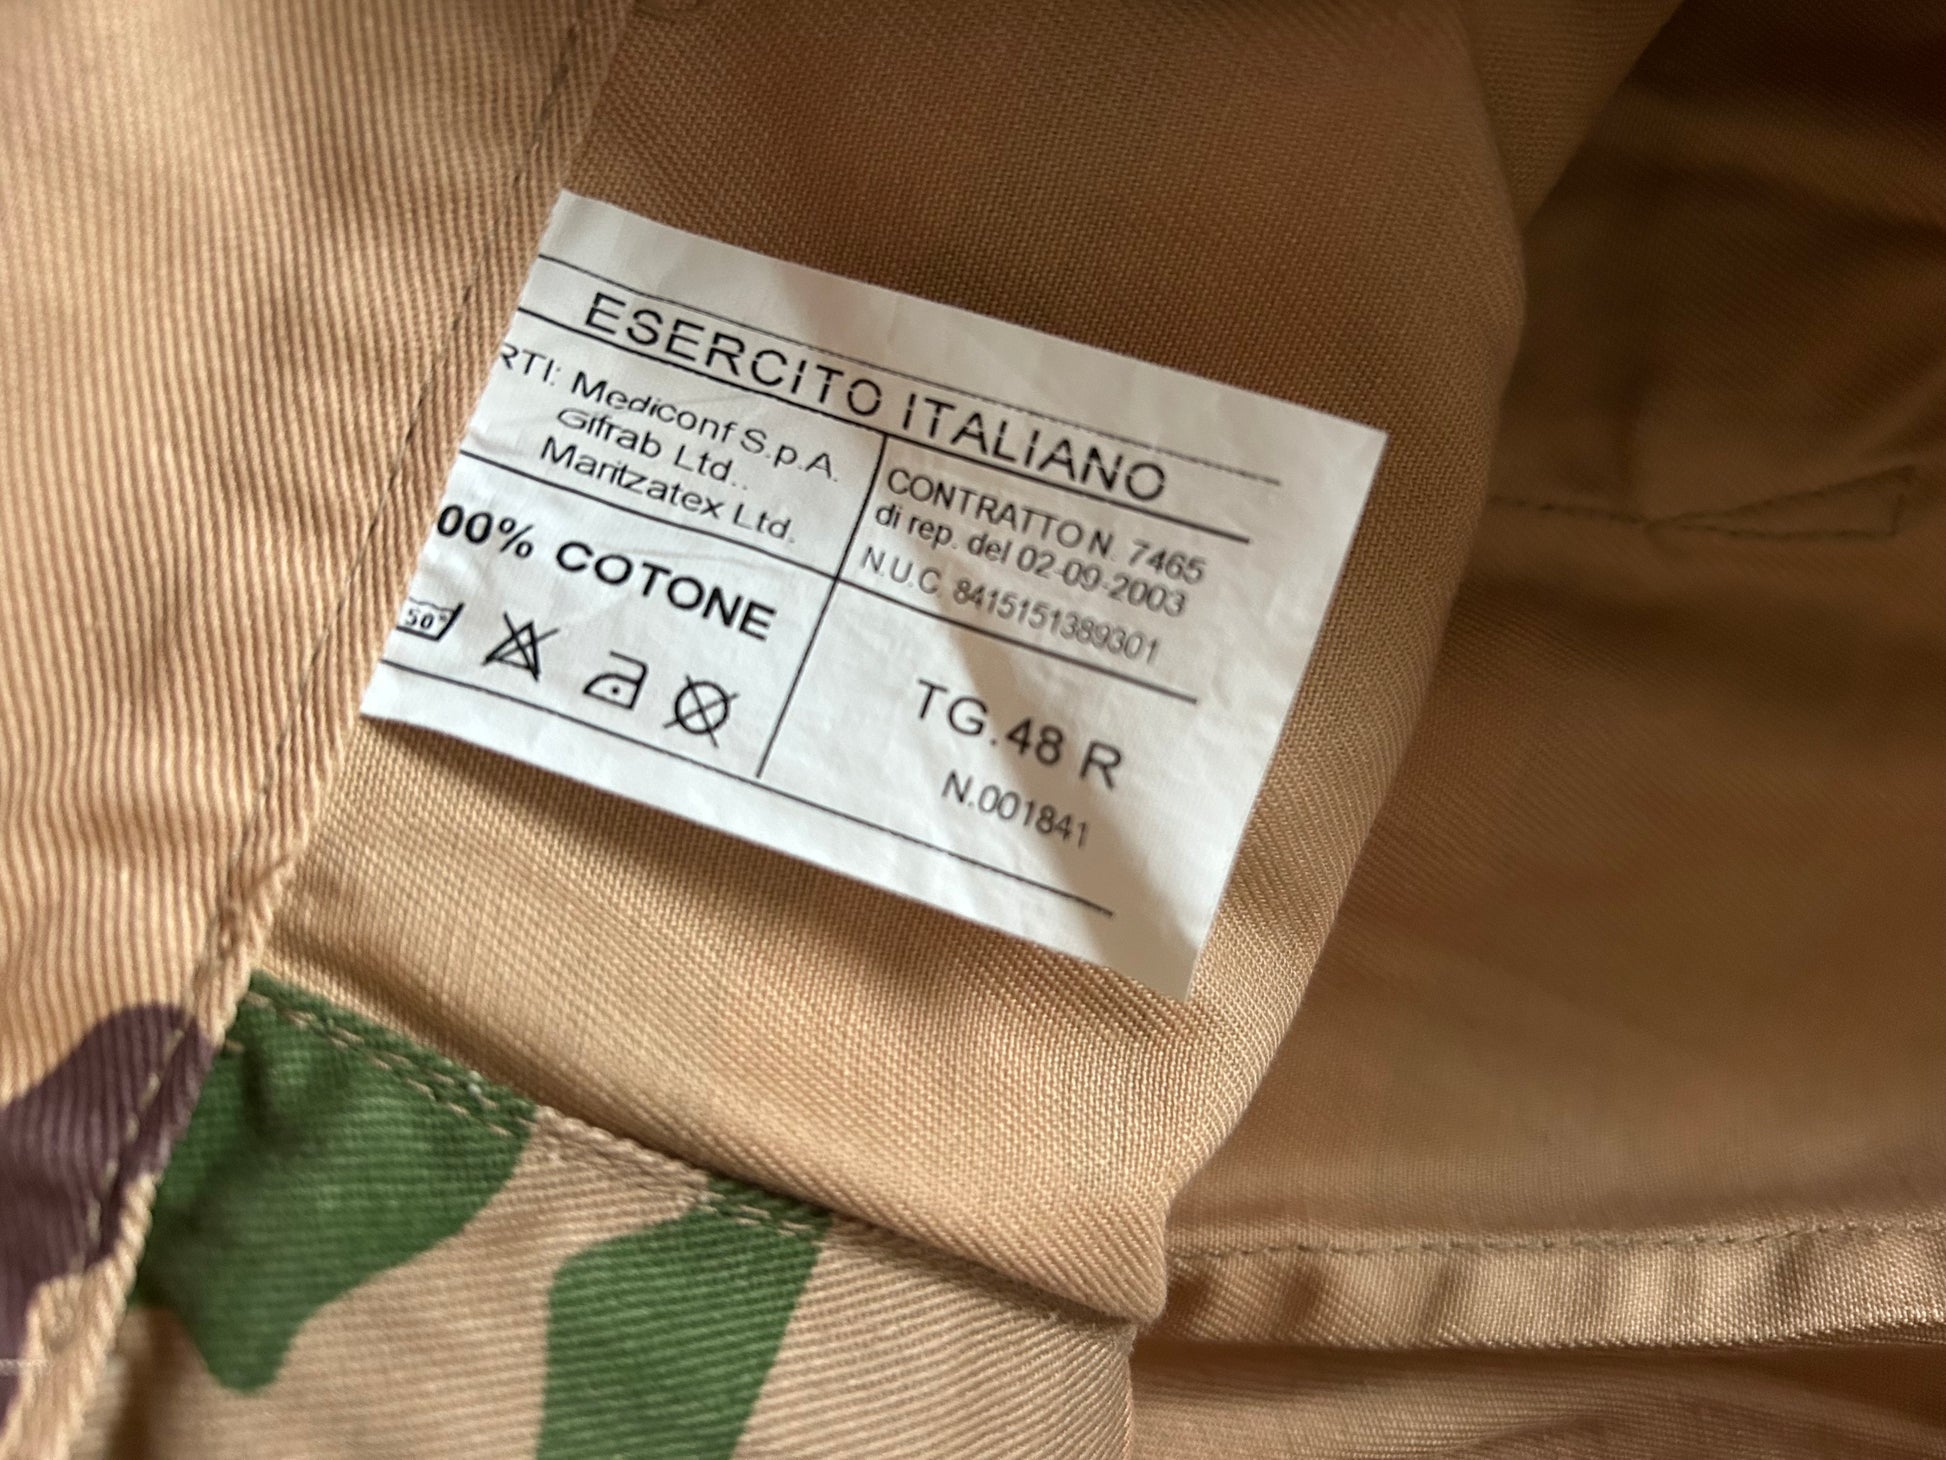 ESERCITO ITALIANO
RTI: Mediconf S.p.A.
Gifrab Ltd..
Maritzatex Ltd.
CONTRATTO N. 7465
di rep. del 02-09-2003
N.U.C. 8415151389301
00% COTONE
50°
TG.48 R
N.001841